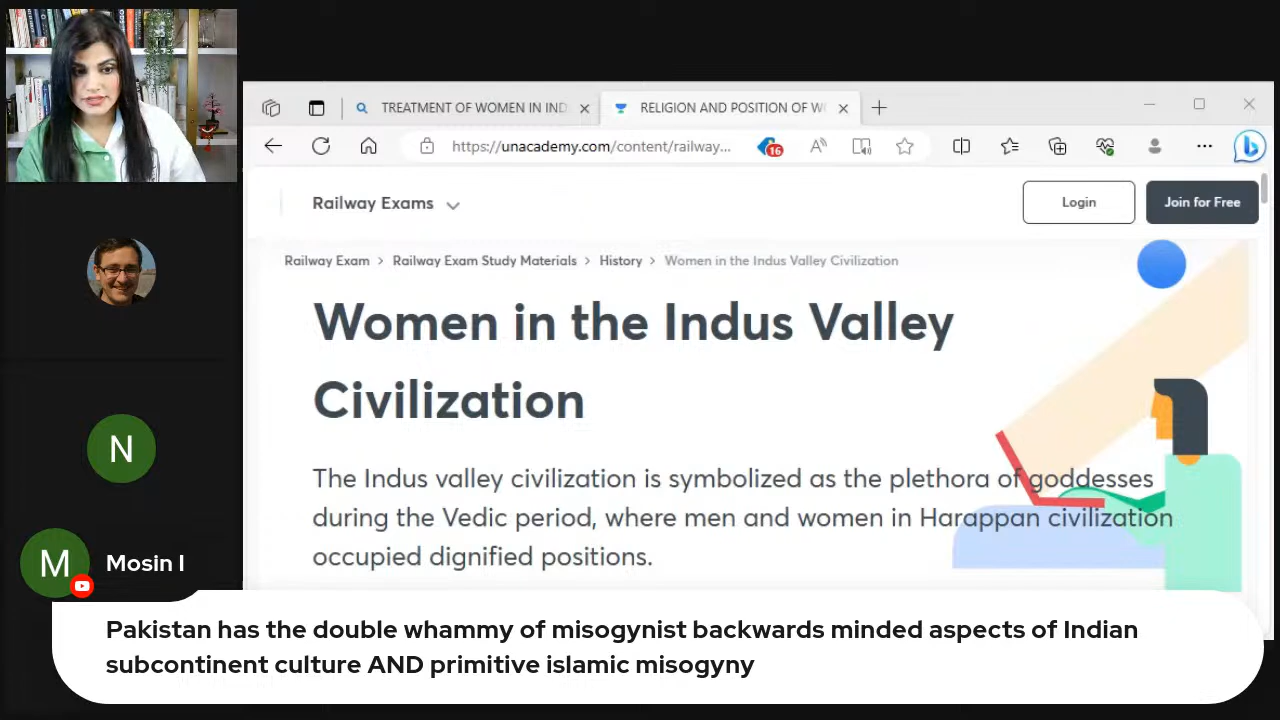 TREATMENT OF WOMEN IN IND
RELIGION AND POSITION OF W
https://unacademy.com/content/railway...
16
Railway Exams
Login
Join for Free
Railway Exam > Railway Exam Study Materials > History > Women in the Indus Valley Civilization
Women in the Indus Valley
Civilization
The Indus valley civilization is symbolized as the plethora of goddesses
during the Vedic period, where men and women in Harappan civilization
occupied dignified positions.
N
M
Mosin I
Pakistan has the double whammy of misogynist backwards minded aspects of Indian
subcontinent culture AND primitive islamic misogyny